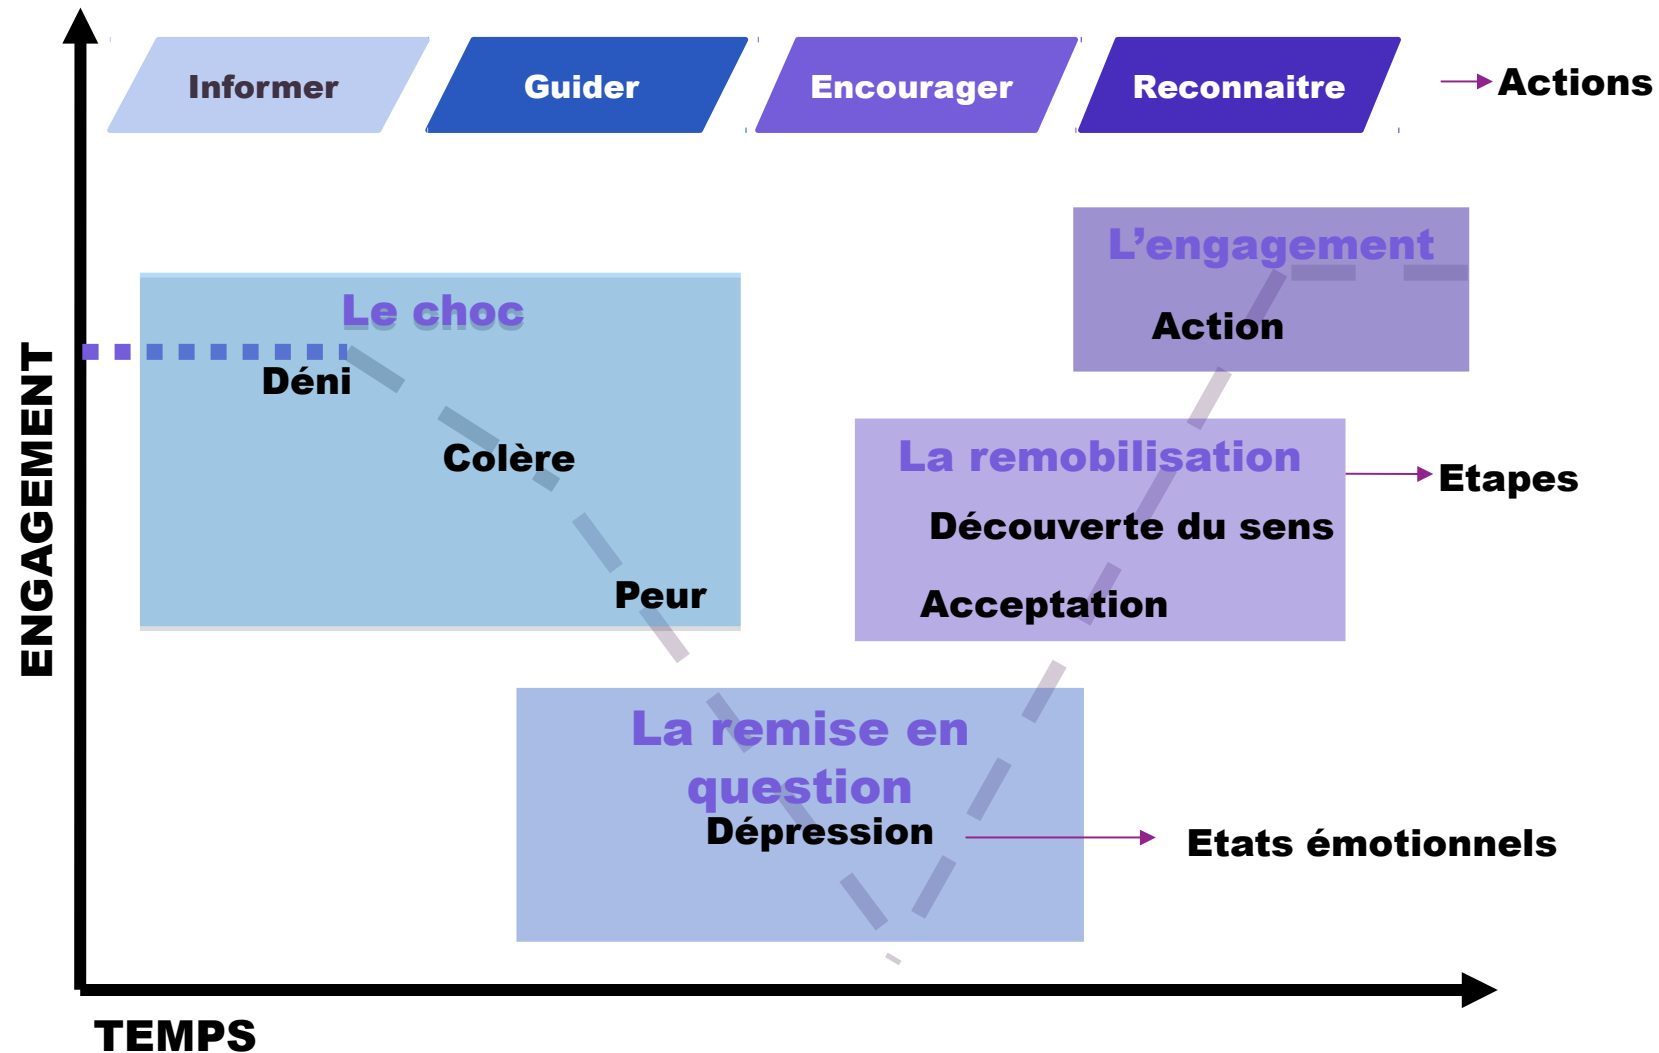 Informer
Guider
Encourager
Reconnaitre
Actions
L’engagement
Action
Le choc
Déni
Colère
Peur
La remobilisation
Découverte du sens
Acceptation
Etapes
La remise en
question
Dépression
Etats émotionnels
ENGAGEMENT
TEMPS